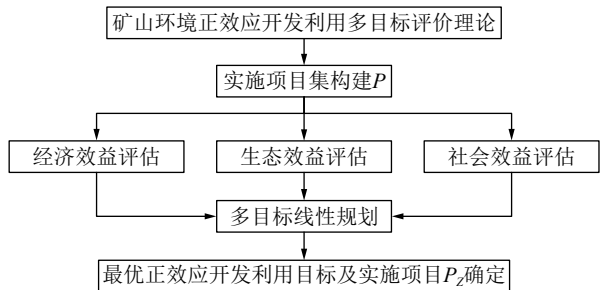 矿山环境正效应开发利用多目标评价理论
实施项目集构建P
经济效益评估
生态效益评估
社会效益评估
多目标线性规划
最优正效应开发利用目标及实施项目P_Z确定